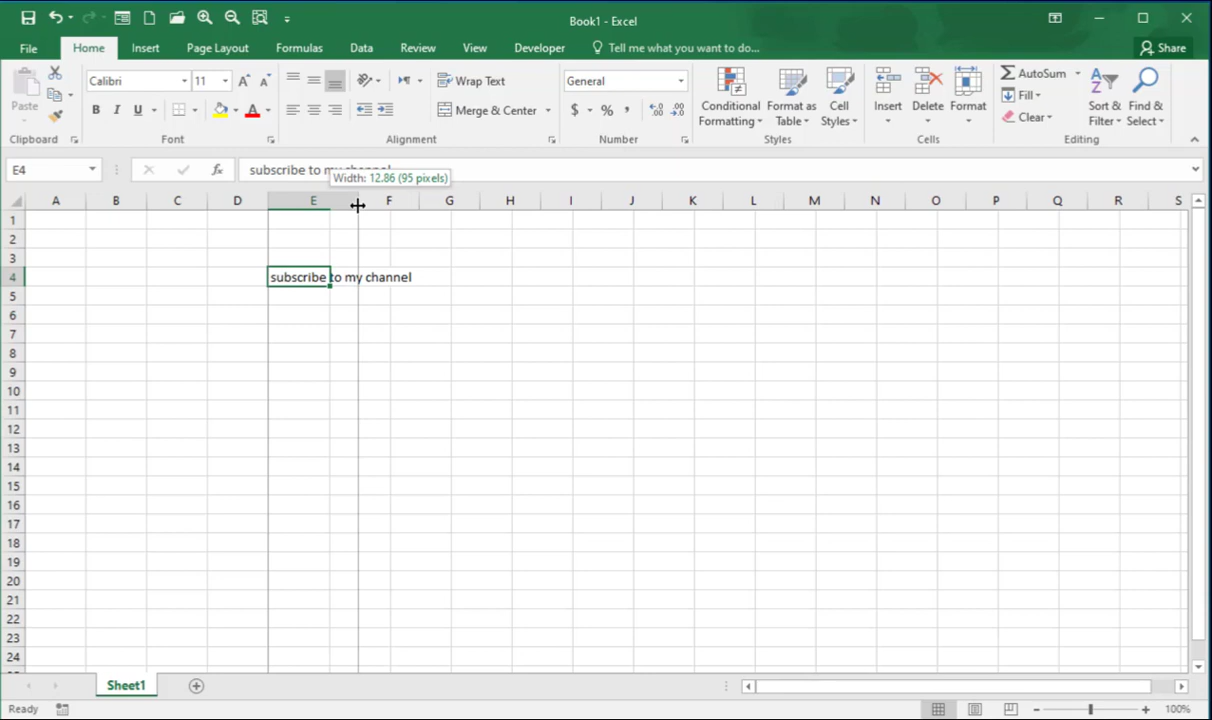 Book1 - Excel
File Home Insert Page Layout Formulas Data Review View Developer Tell me what you want to do... Share
Paste Calibri 11 Wrap Text General Conditional Formatting Format as Table Cell Styles Insert Delete Format AutoSum Sort & Filter Find & Select
B I U Merge & Center $ % , Fill
Clear
Clipboard Font Alignment Number Styles Cells Editing
E4 fx subscribe to my channel
Width: 12.86 (95 pixels)
A B C D E F G H I J K L M N O P Q R S
1
2
3
4 subscribe to my channel
5
6
7
8
9
10
11
12
13
14
15
16
17
18
19
20
21
22
23
24
Sheet1
Ready 100%